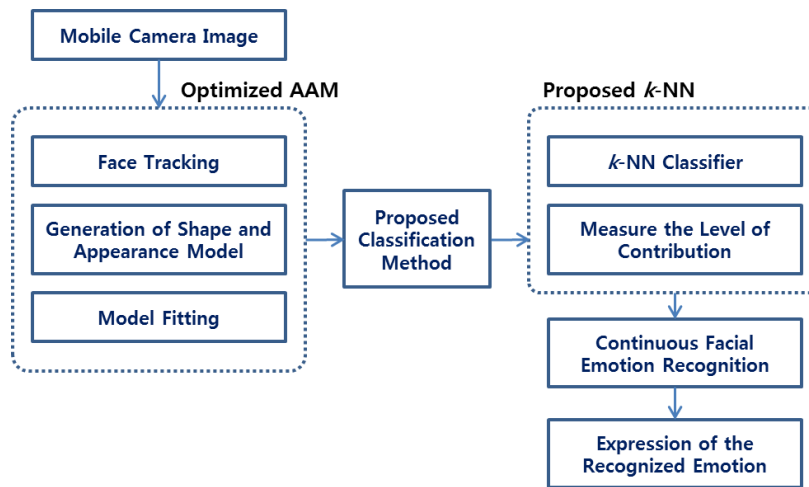 Mobile Camera Image
Optimized AAM
Face Tracking
Generation of Shape and
Appearance Model
Model Fitting
Proposed
Classification
Method
Proposed k-NN
k-NN Classifier
Measure the Level of
Contribution
Continuous Facial
Emotion Recognition
Expression of the
Recognized Emotion